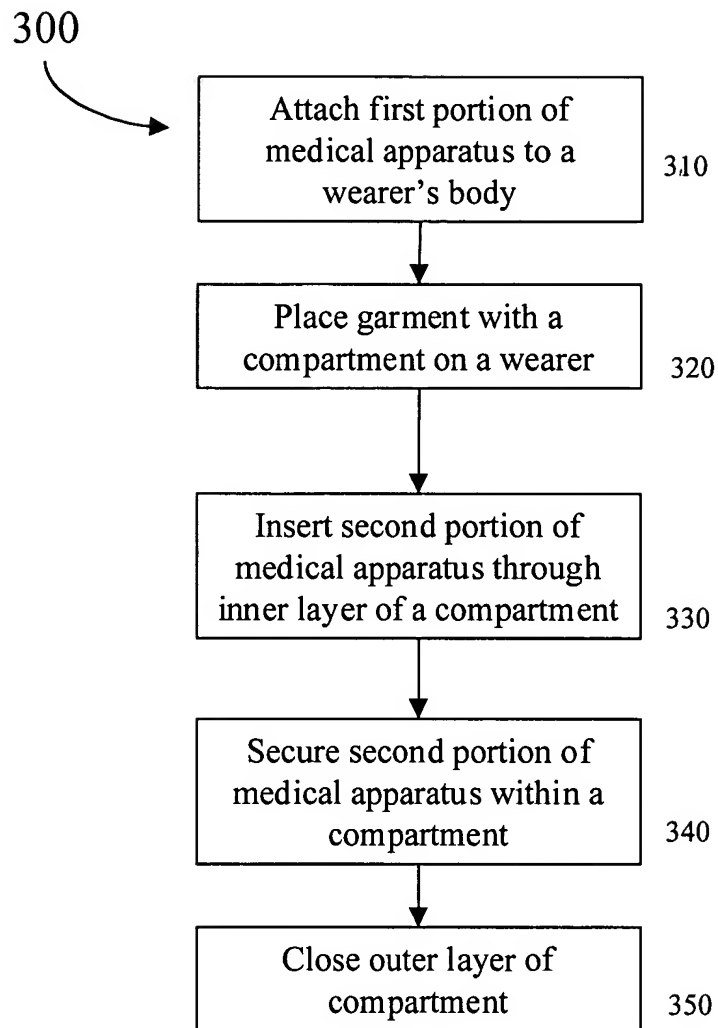 300
Attach first portion of
medical apparatus to a
wearer's body
310
Place garment with a
compartment on a wearer
320
Insert second portion of
medical apparatus through
inner layer of a compartment
330
Secure second portion of
medical apparatus within a
compartment
340
Close outer layer of
compartment
350